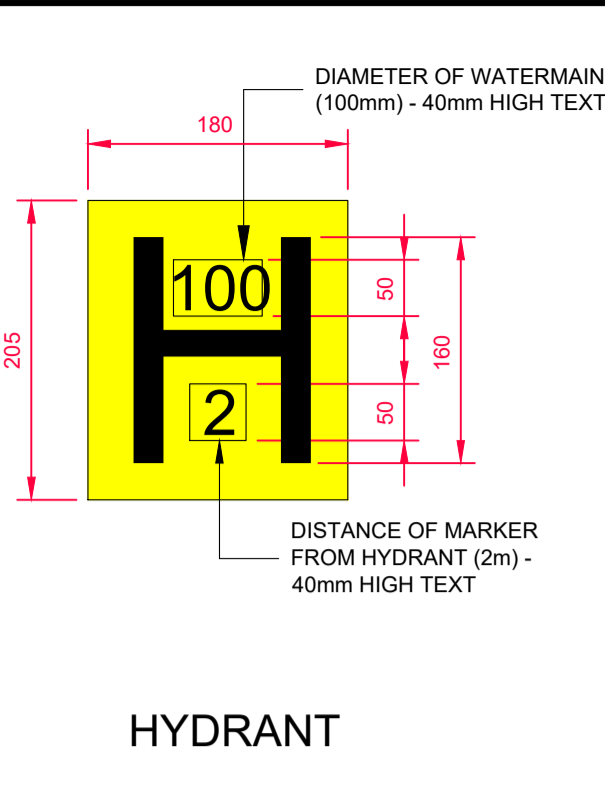 DIAMETER OF WATERMAIN
(100mm) - 40mm HIGH TEXT
180
100
50
205
160
2
50
DISTANCE OF MARKER
FROM HYDRANT (2m) -
40mm HIGH TEXT
HYDRANT